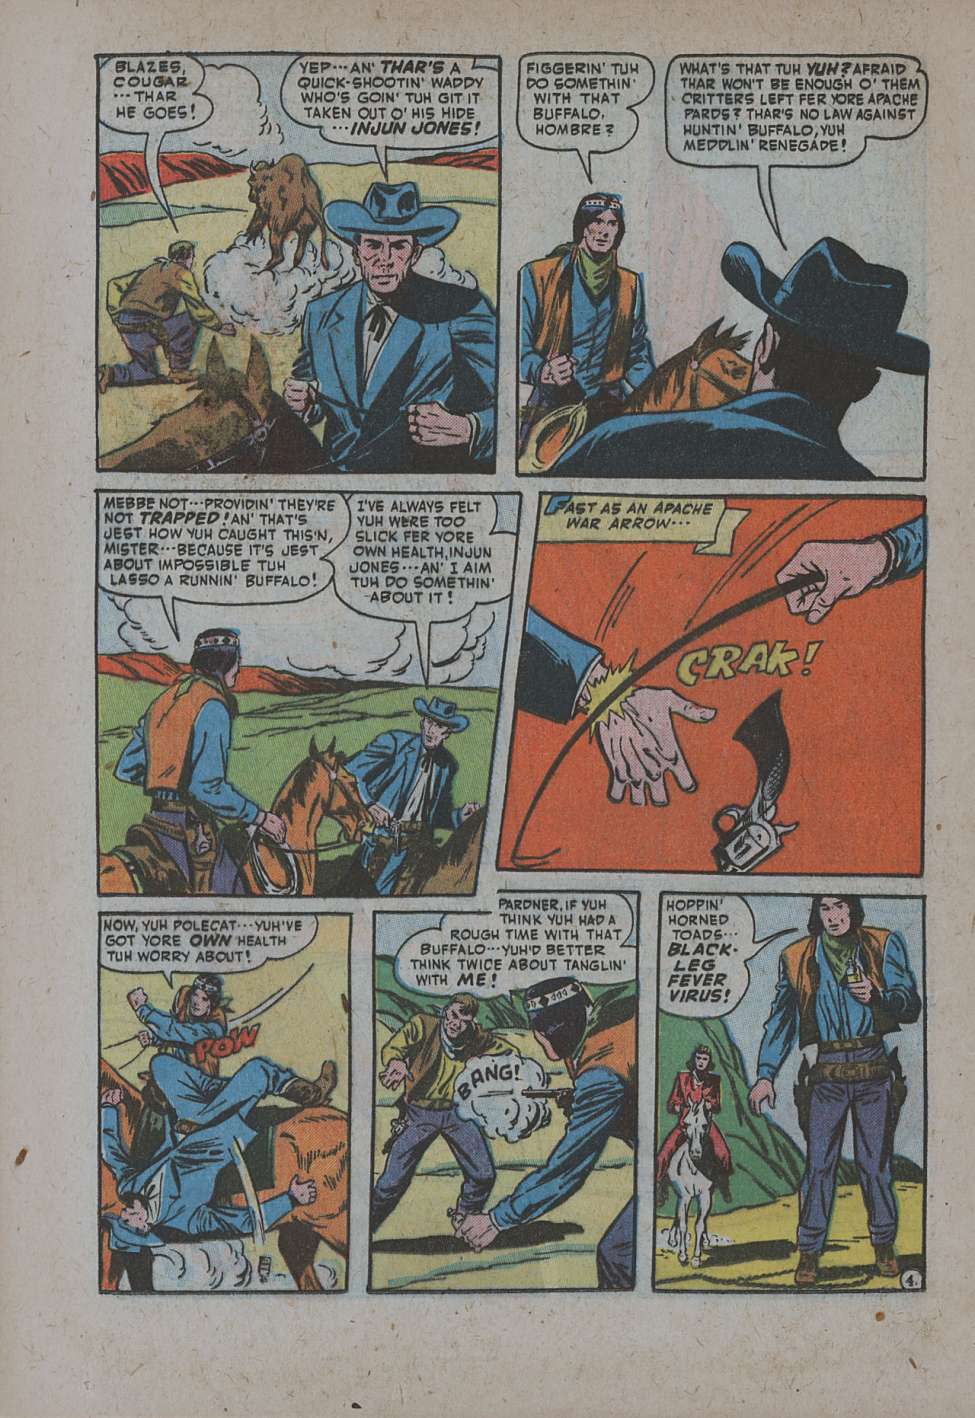 BLAZES,
COUGAR
...THAR
HE GOES!
YEP...AN' THAR'S A
QUICK-SHOOTIN' WADDY
WHO'S GOIN' TUH GIT IT
TAKEN OUT O' HIS HIDE
...INJUN JONES!
FIGGERIN' TUH
DO SOMETHIN'
WITH THAT
BUFFALO,
HOMBRE?
WHAT'S THAT TUH YUH? AFRAID
THAR WON'T BE ENOUGH O' THEM
CRITTERS LEFT FER YORE APACHE
PARDS? THAR'S NO LAW AGAINST
HUNTIN' BUFFALO, YUH
MEDDLIN' RENEGADE!
MEBBE NOT...PROVIDIN' THEY'RE
NOT TRAPPED! AN' THAT'S
JEST HOW YUH CAUGHT THIS'N,
MISTER...BECAUSE IT'S JEST
ABOUT IMPOSSIBLE TUH
LASSO A RUNNIN' BUFFALO!
I'VE ALWAYS FELT
YUH WERE TOO
SLICK FER YORE
OWN HEALTH, INJUN
JONES...AN' I AIM
TUH DO SOMETHIN'
ABOUT IT!
FAST AS AN APACHE
WAR ARROW...
CRAK!
NOW, YUH POLECAT...YUH'VE
GOT YORE OWN HEALTH
TUH WORRY ABOUT!
POW
PARDNER, IF YUH
THINK YUH HAD A
ROUGH TIME WITH THAT
BUFFALO...YUH'D BETTER
THINK TWICE ABOUT TANGLIN'
WITH ME!
BANG!
HOPPIN'
HORNED
TOADS...
BLACK-
LEG
FEVER
VIRUS!
4.